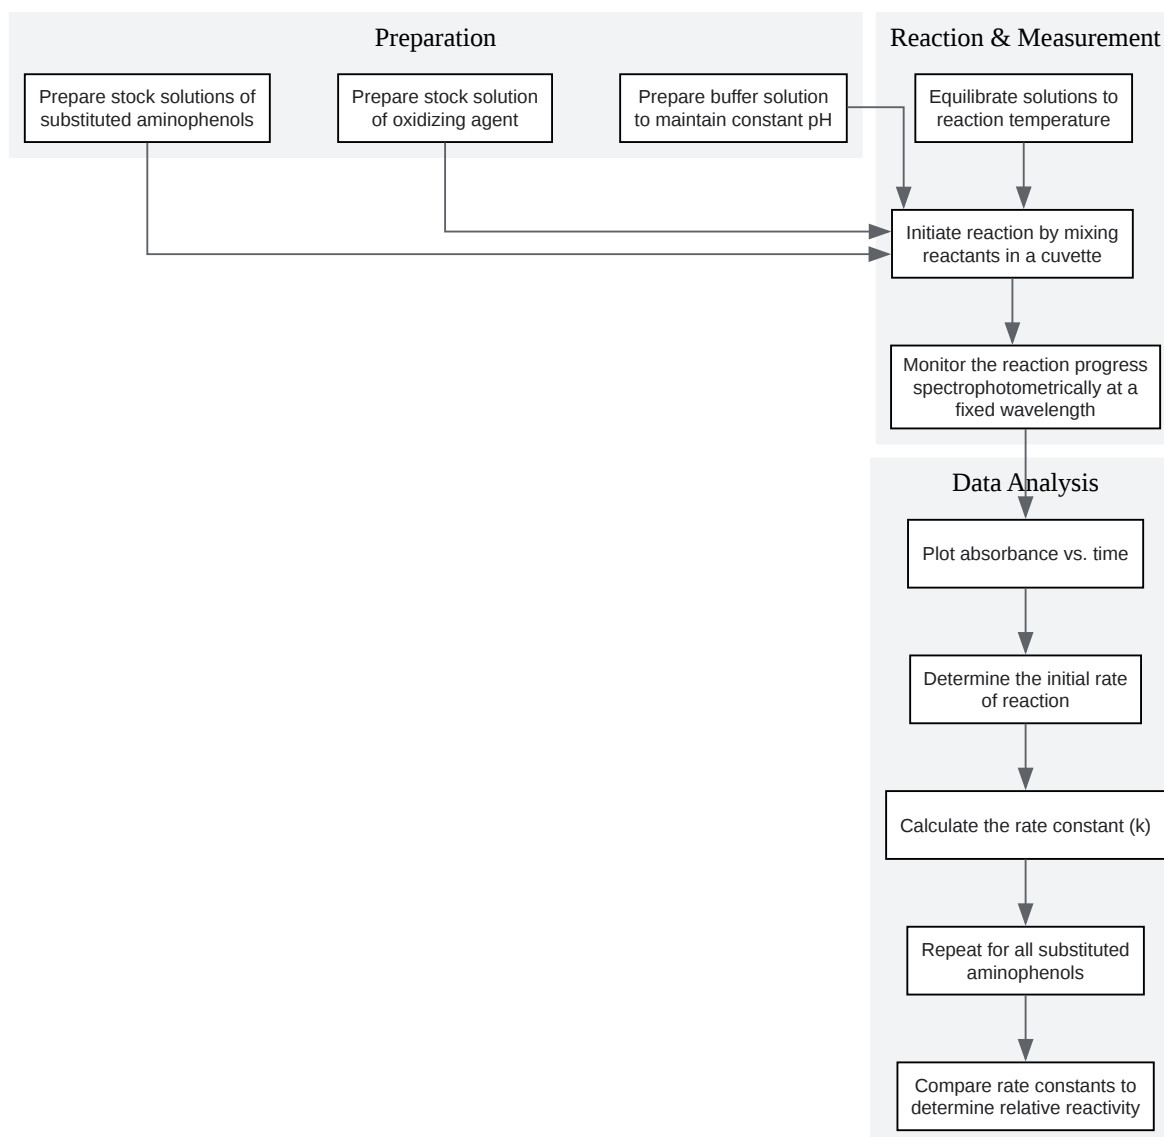 Preparation
Prepare stock solutions of
substituted aminophenols
Prepare stock solution
of oxidizing agent
Prepare buffer solution
to maintain constant pH
Reaction & Measurement
Equilibrate solutions to
reaction temperature
Initiate reaction by mixing
reactants in a cuvette
Monitor the reaction progress
spectrophotometrically at a
fixed wavelength
Data Analysis
Plot absorbance vs. time
Determine the initial rate
of reaction
Calculate the rate constant (k)
Repeat for all substituted
aminophenols
Compare rate constants to
determine relative reactivity